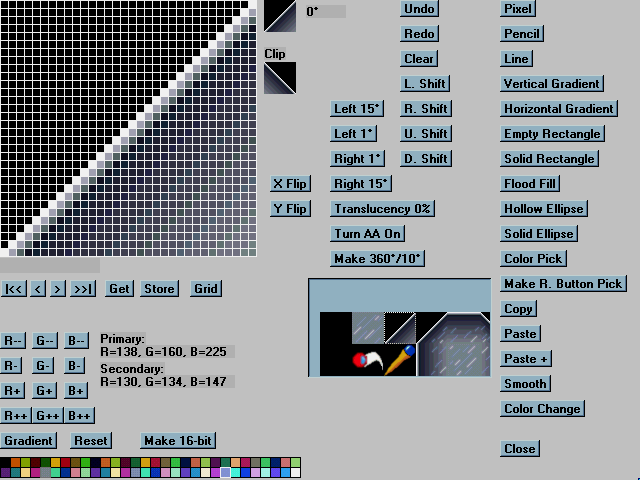 0*
Undo
Pixel
Redo
Pencil
Clip
Clear
Line
L. Shift
Vertical Gradient
Left 15*
R. Shift
Horizontal Gradient
Left 1*
U. Shift
Empty Rectangle
Right 1*
D. Shift
Solid Rectangle
X Flip
Right 15*
Flood Fill
Y Flip
Translucency 0%
Hollow Ellipse
Turn AA On
Solid Ellipse
Make 360*/10*
Color Pick
|<< < > >>| Get Store Grid
Make R. Button Pick
Copy
R-- G-- B--
Primary:
R=138, G=160, B=225
Paste
R- G- B-
Secondary:
R=130, G=134, B=147
Paste +
R+ G+ B+
Smooth
R++ G++ B++
Color Change
Gradient Reset Make 16-bit
Close